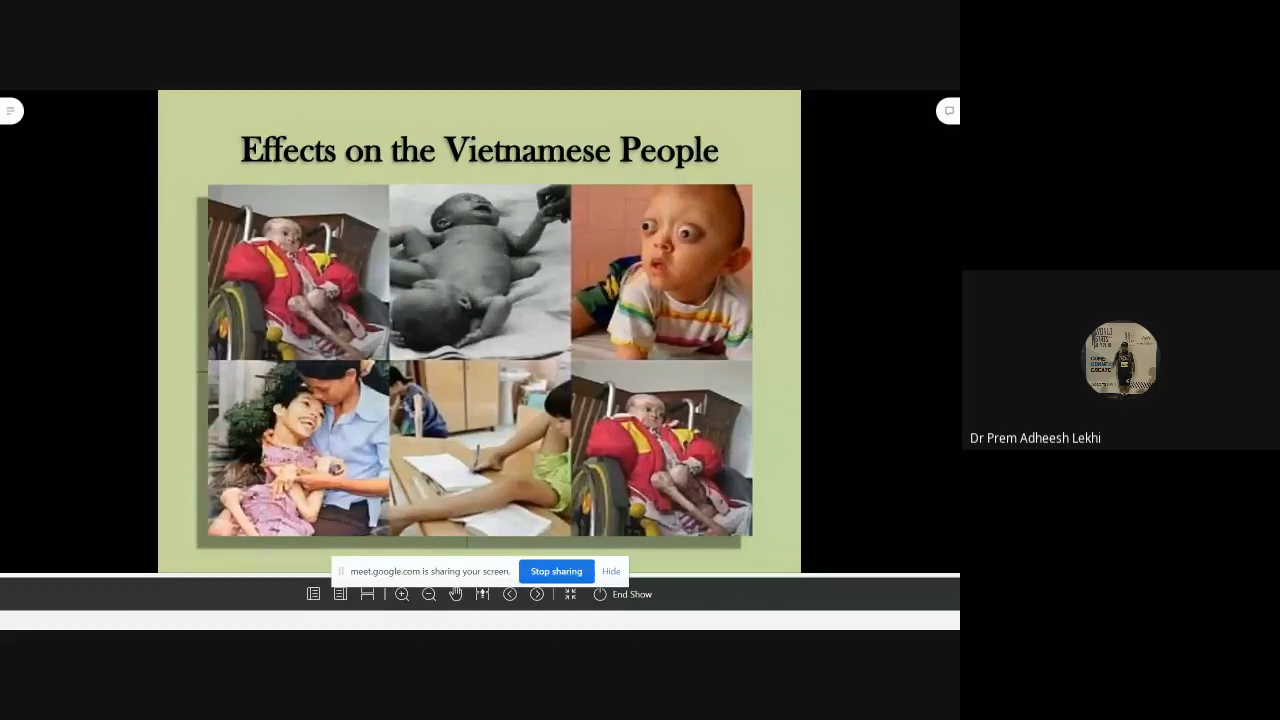 Effects on the Vietnamese People
meet.google.com is sharing your screen.
Stop sharing
Hide
End Show
Dr Prem Adheesh Lekhi